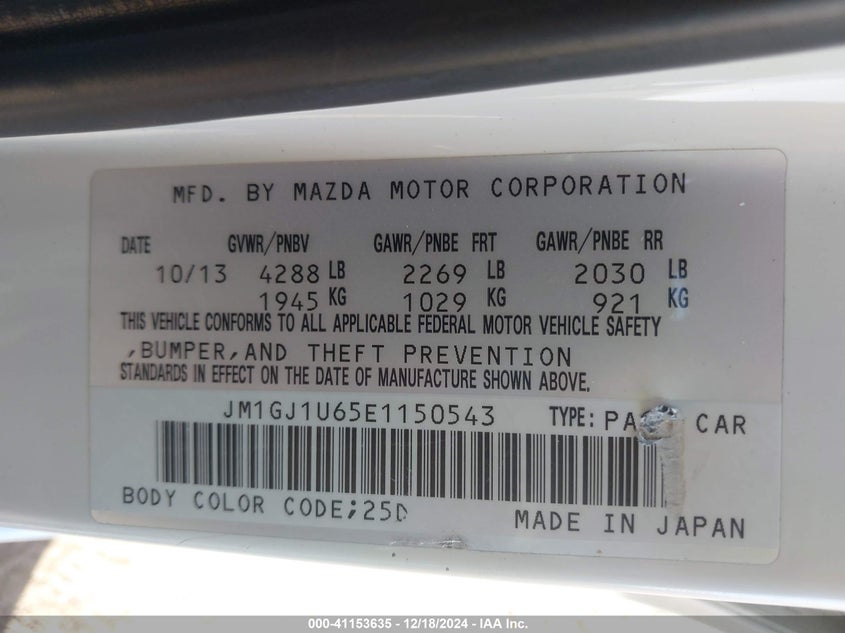 MFD. BY MAZDA MOTOR CORPORATION
DATE GVWR/PNBV GAWR/PNBE FRT GAWR/PNBE RR
10/13 4288 LB 2269 LB 2030 LB
1945 KG 1029 KG 921 KG
THIS VEHICLE CONFORMS TO ALL APPLICABLE FEDERAL MOTOR VEHICLE SAFETY
,BUMPER,AND THEFT PREVENTION
STANDARDS IN EFFECT ON THE DATE OF MANUFACTURE SHOWN ABOVE.
JM1GJ1U65E1150543 TYPE: CAR
BODY COLOR CODE;25D
MADE IN JAPAN
000-41153635 - 12/18/2024 - IAA Inc.